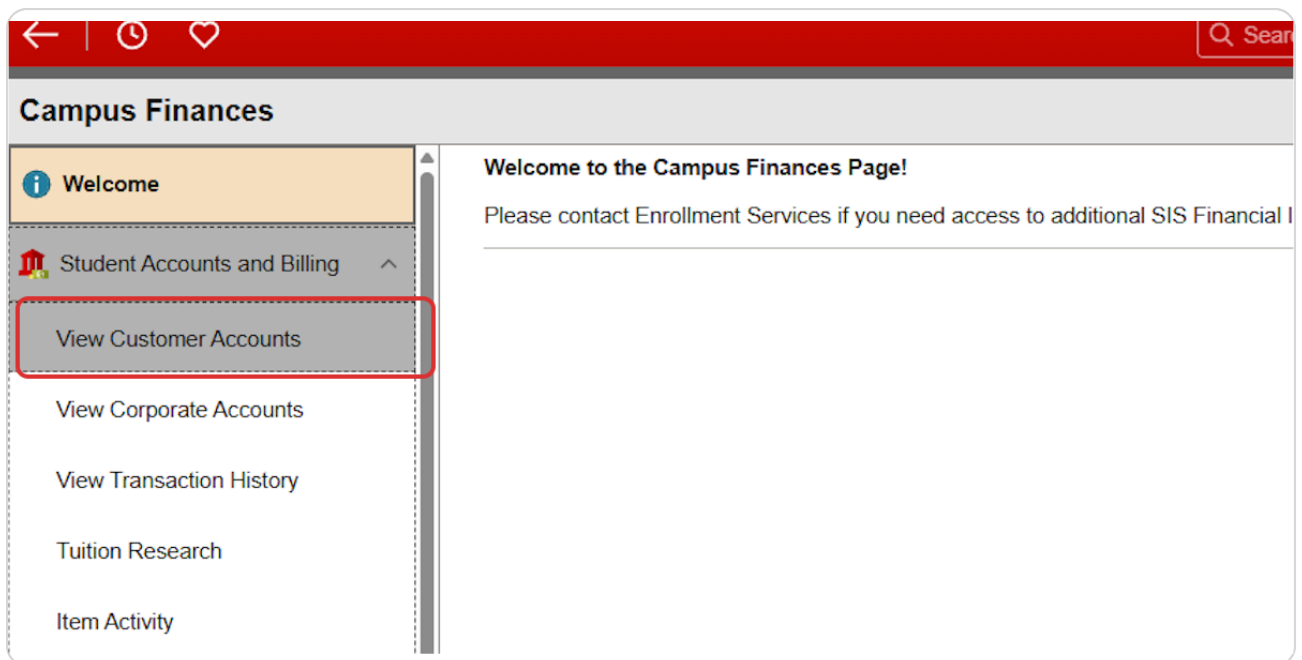 Sear
Campus Finances
Welcome
Student Accounts and Billing
View Customer Accounts
View Corporate Accounts
View Transaction History
Tuition Research
Item Activity
Welcome to the Campus Finances Page!
Please contact Enrollment Services if you need access to additional SIS Financial I